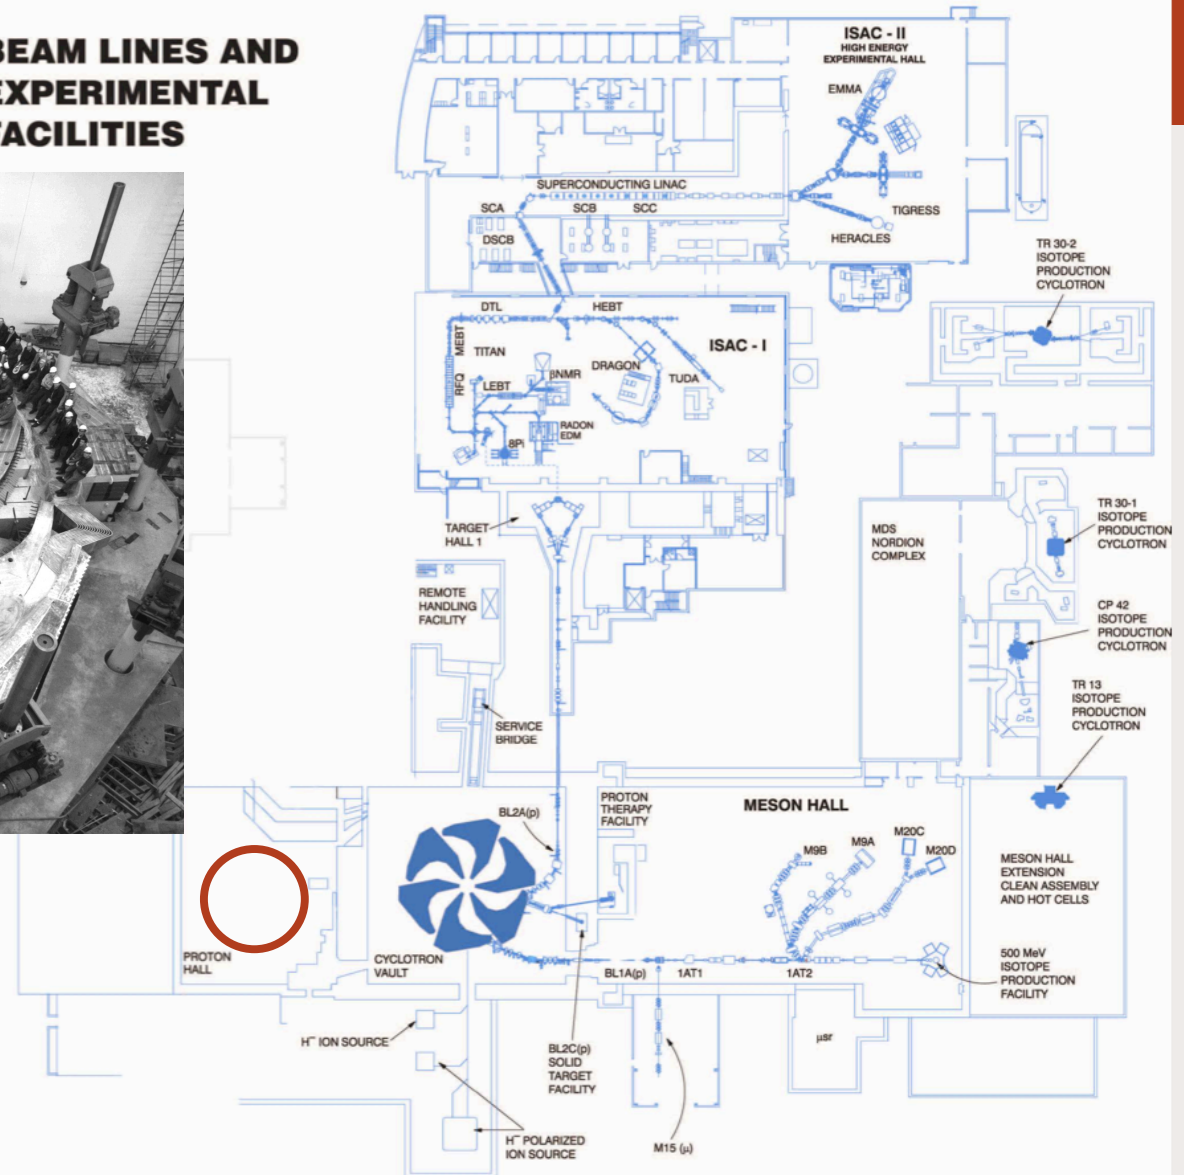 BEAM LINES AND
EXPERIMENTAL
FACILITIES
ISAC - II
HIGH ENERGY
EXPERIMENTAL HALL
EMMA
SUPERCONDUCTING LINAC
SCA
SCB
SCC
DSCB
TIGRESS
HERACLES
TR 30-2
ISOTOPE
PRODUCTION
CYCLOTRON
DTL
HEBT
MEBT
TITAN
ISAC - I
DRAGON
βNMR
TUDA
RFQ
LEBT
RADON
EDM
8Pi
TARGET
HALL 1
MDS
NORDION
COMPLEX
TR 30-1
ISOTOPE
PRODUCTION
CYCLOTRON
REMOTE
HANDLING
FACILITY
CP 42
ISOTOPE
PRODUCTION
CYCLOTRON
SERVICE
BRIDGE
TR 13
ISOTOPE
PRODUCTION
CYCLOTRON
BL2A(p)
PROTON
THERAPY
FACILITY
MESON HALL
M9B
M9A
M20C
M20D
MESON HALL
EXTENSION
CLEAN ASSEMBLY
AND HOT CELLS
PROTON
HALL
CYCLOTRON
VAULT
BL1A(p)
1AT1
1AT2
500 MeV
ISOTOPE
PRODUCTION
FACILITY
H⁻ ION SOURCE
BL2C(p)
SOLID
TARGET
FACILITY
μsr
H⁻ POLARIZED
ION SOURCE
M15 (μ)